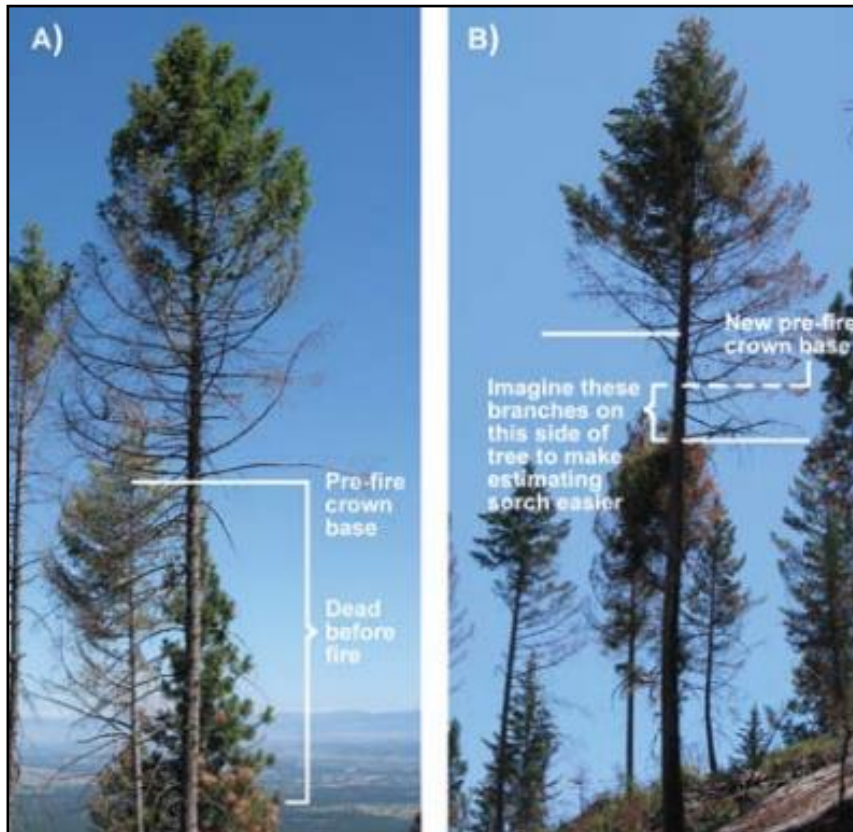 A)
Pre-fire
crown
base
Dead
before
fire
B)
New pre-fire
crown base
Imagine these
branches on
this side of
tree to make
estimating
sorch easier